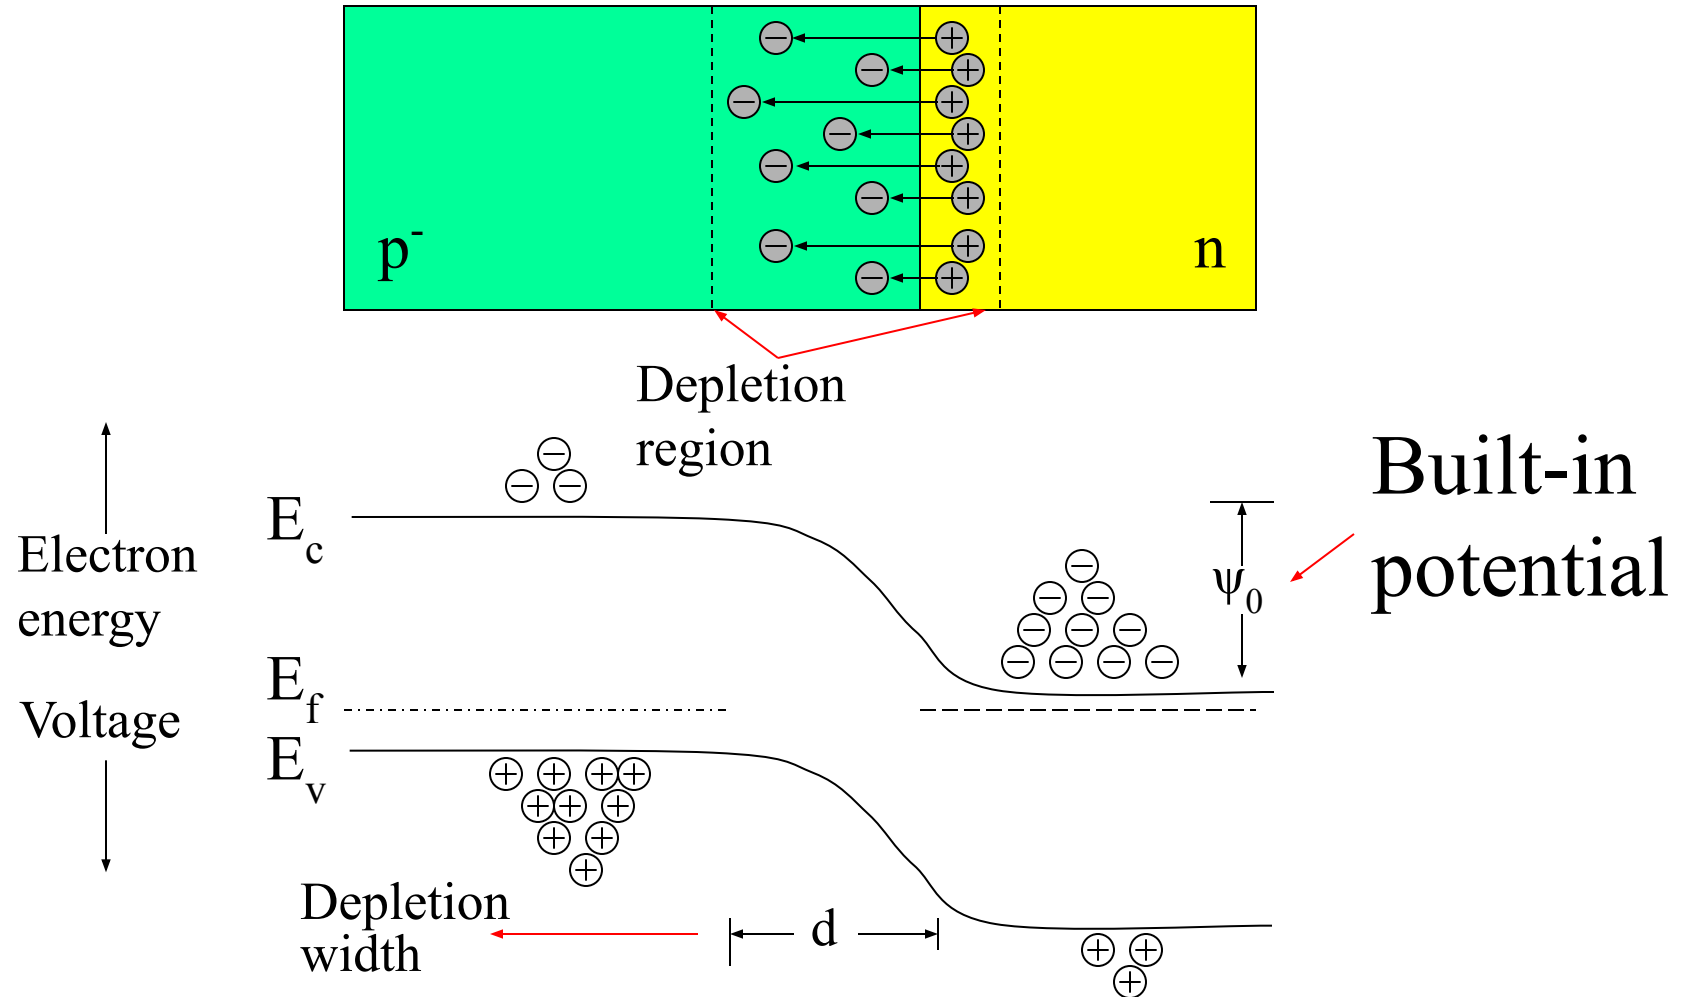 p-
n
Depletion
region
Built-in
potential
Electron
energy
Voltage
Ec
Ef
Ev
ψ0
Depletion
width
d